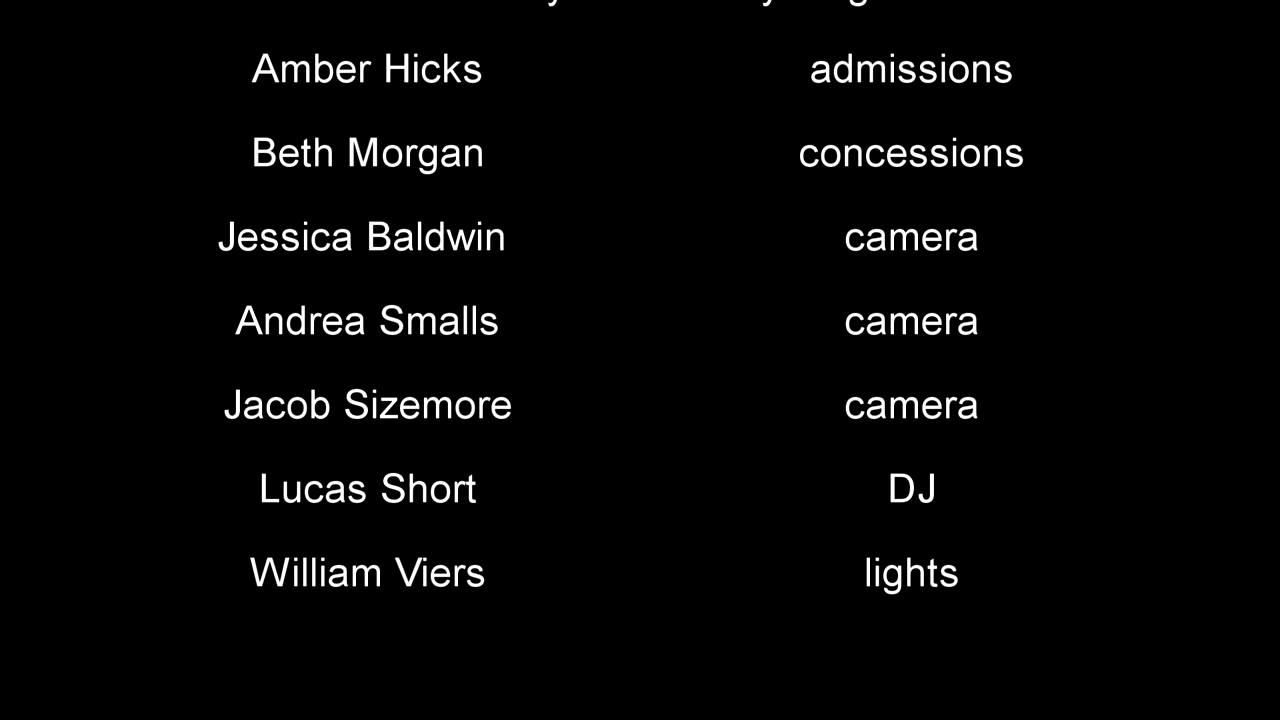 Amber Hicks admissions
Beth Morgan concessions
Jessica Baldwin camera
Andrea Smalls camera
Jacob Sizemore camera
Lucas Short DJ
William Viers lights